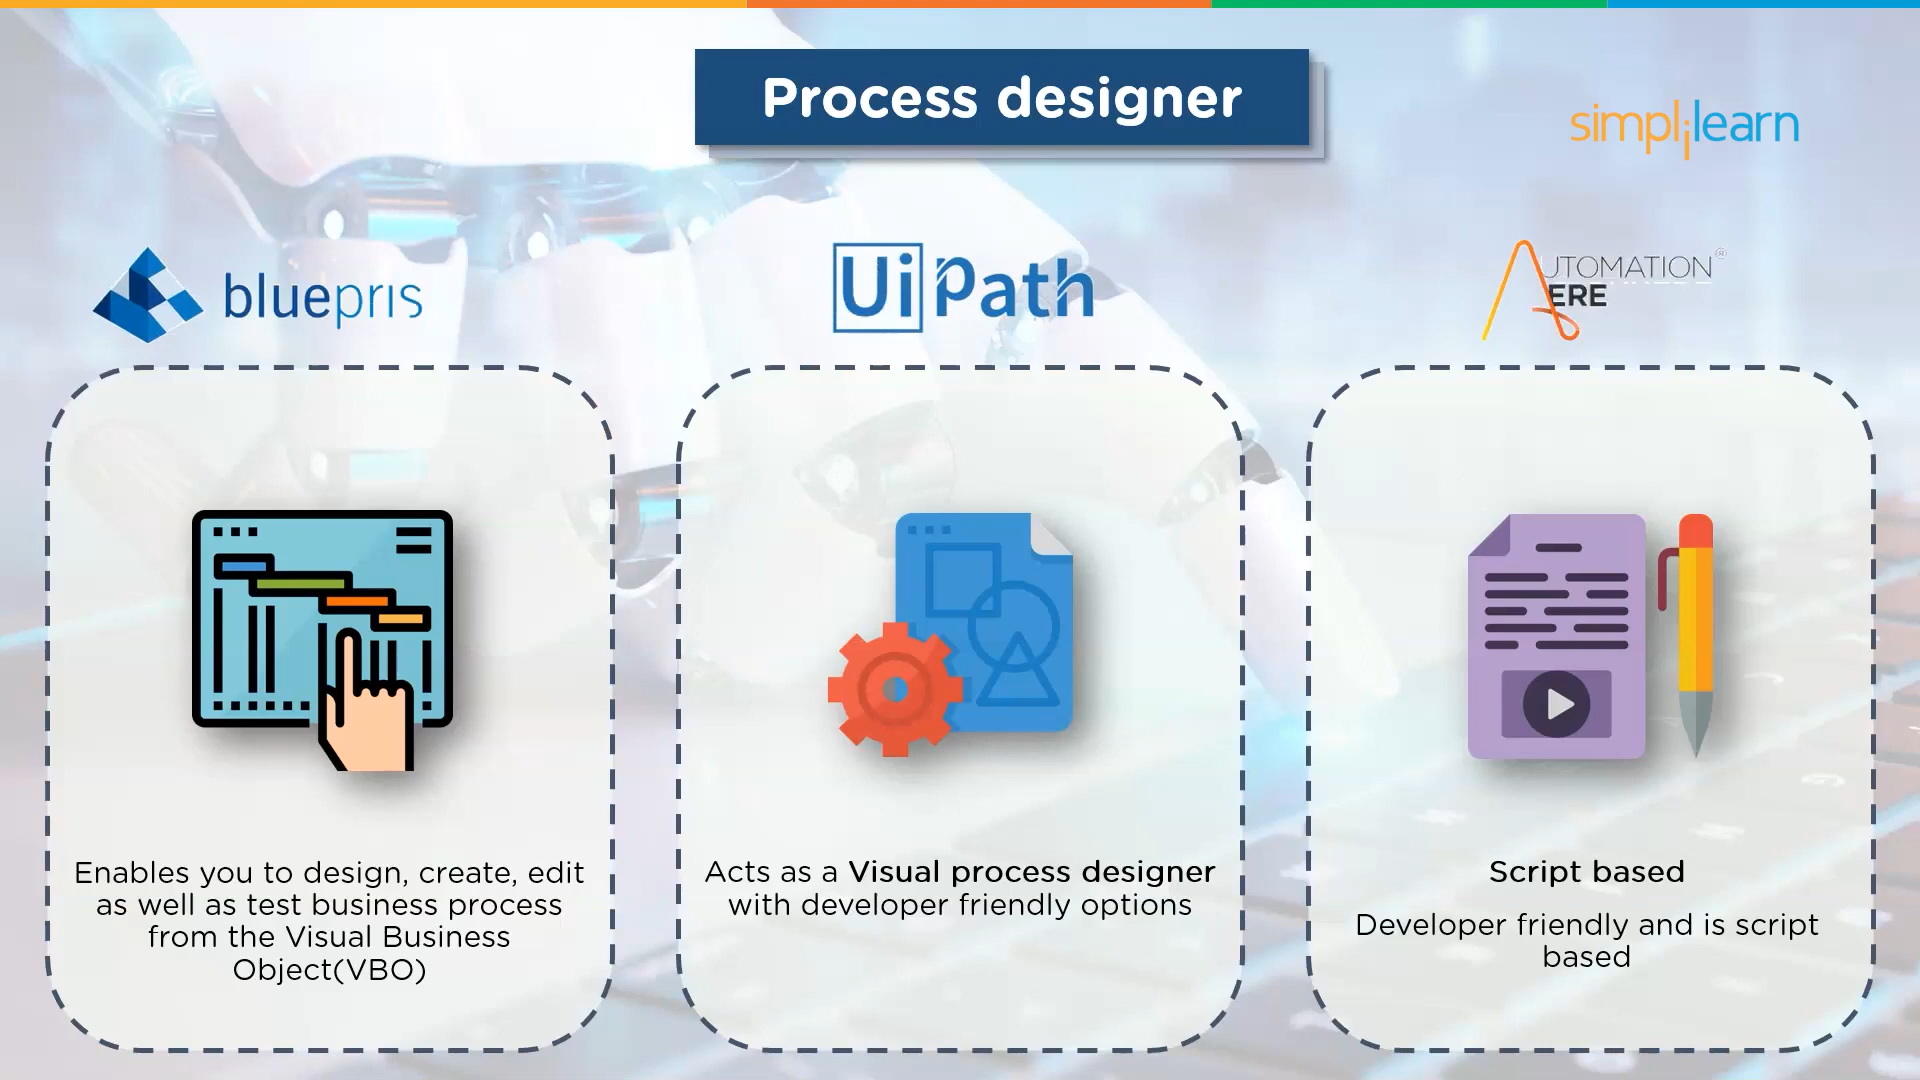 Process designer
simplilearn
bluepris
UiPath
AUTOMATION®
ERE
Enables you to design, create, edit
as well as test business process
from the Visual Business
Object(VBO)
Acts as a Visual process designer
with developer friendly options
Script based
Developer friendly and is script
based